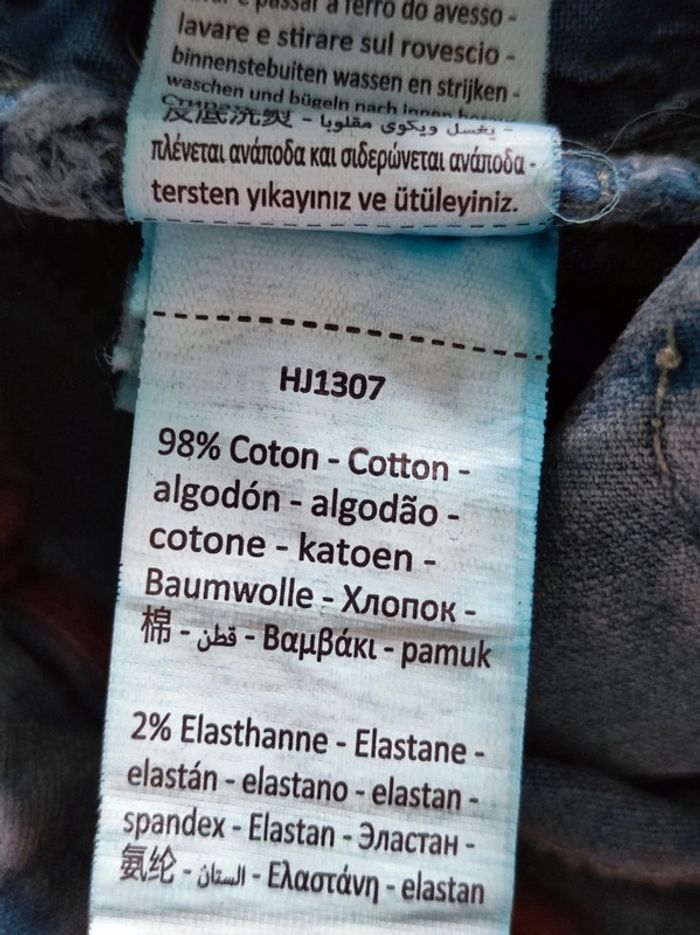 e passar a ferro do avesso -
lavare e stirare sul rovescio -
binnenstebuiten wassen en strijken -
waschen und bügeln nach innen
反底洗熨 - يغسل ويكوى مقلوبا -
πλένεται ανάποδα και σιδερώνεται ανάποδα -
tersten yıkayınız ve ütüleyiniz.
HJ1307
98% Coton - Cotton -
algodón - algodão -
cotone - katoen -
Baumwolle - Хлопок -
棉 - قطن - Βαμβάκι - pamuk
2% Elasthanne - Elastane -
elastán - elastano - elastan -
spandex - Elastan - Эластан -
氨纶 - الستان - Ελαστάνη - elastan